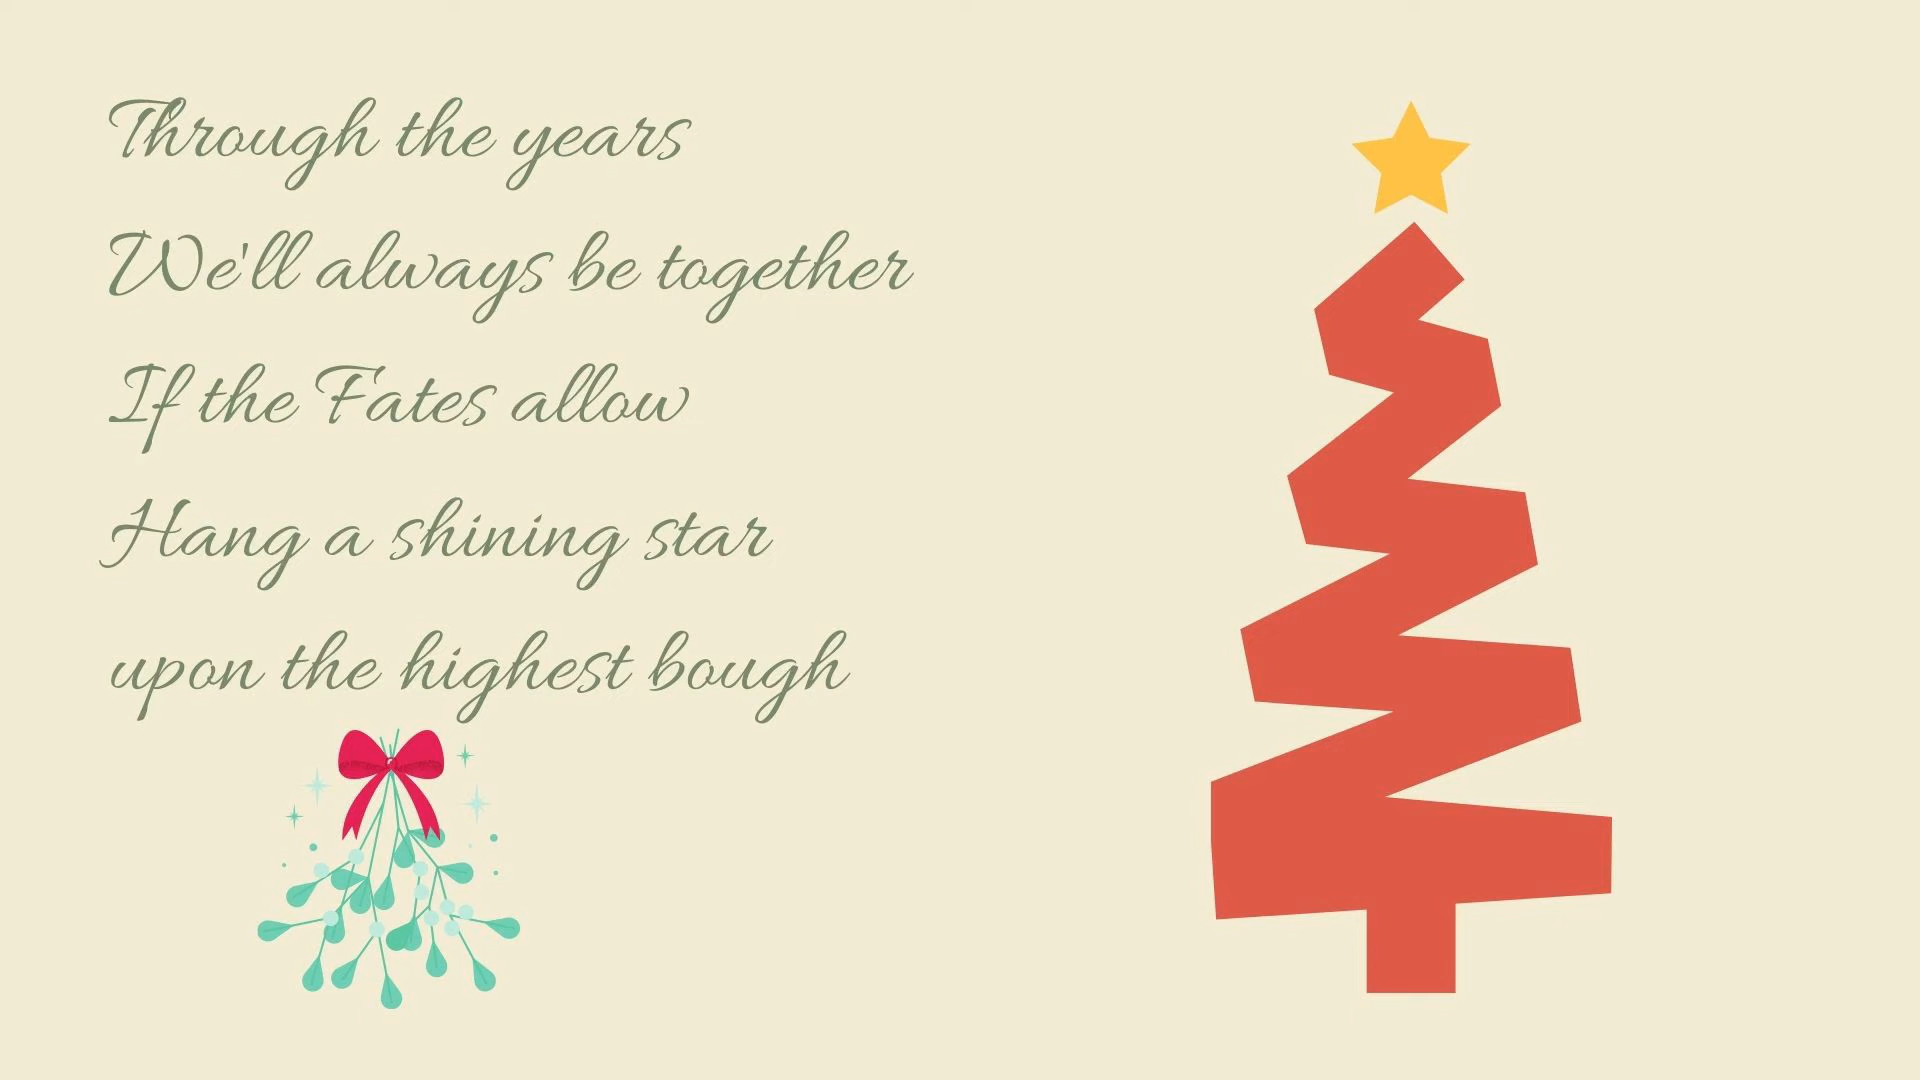 Through the years
We'll always be together
If the Fates allow
Hang a shining star
upon the highest bough